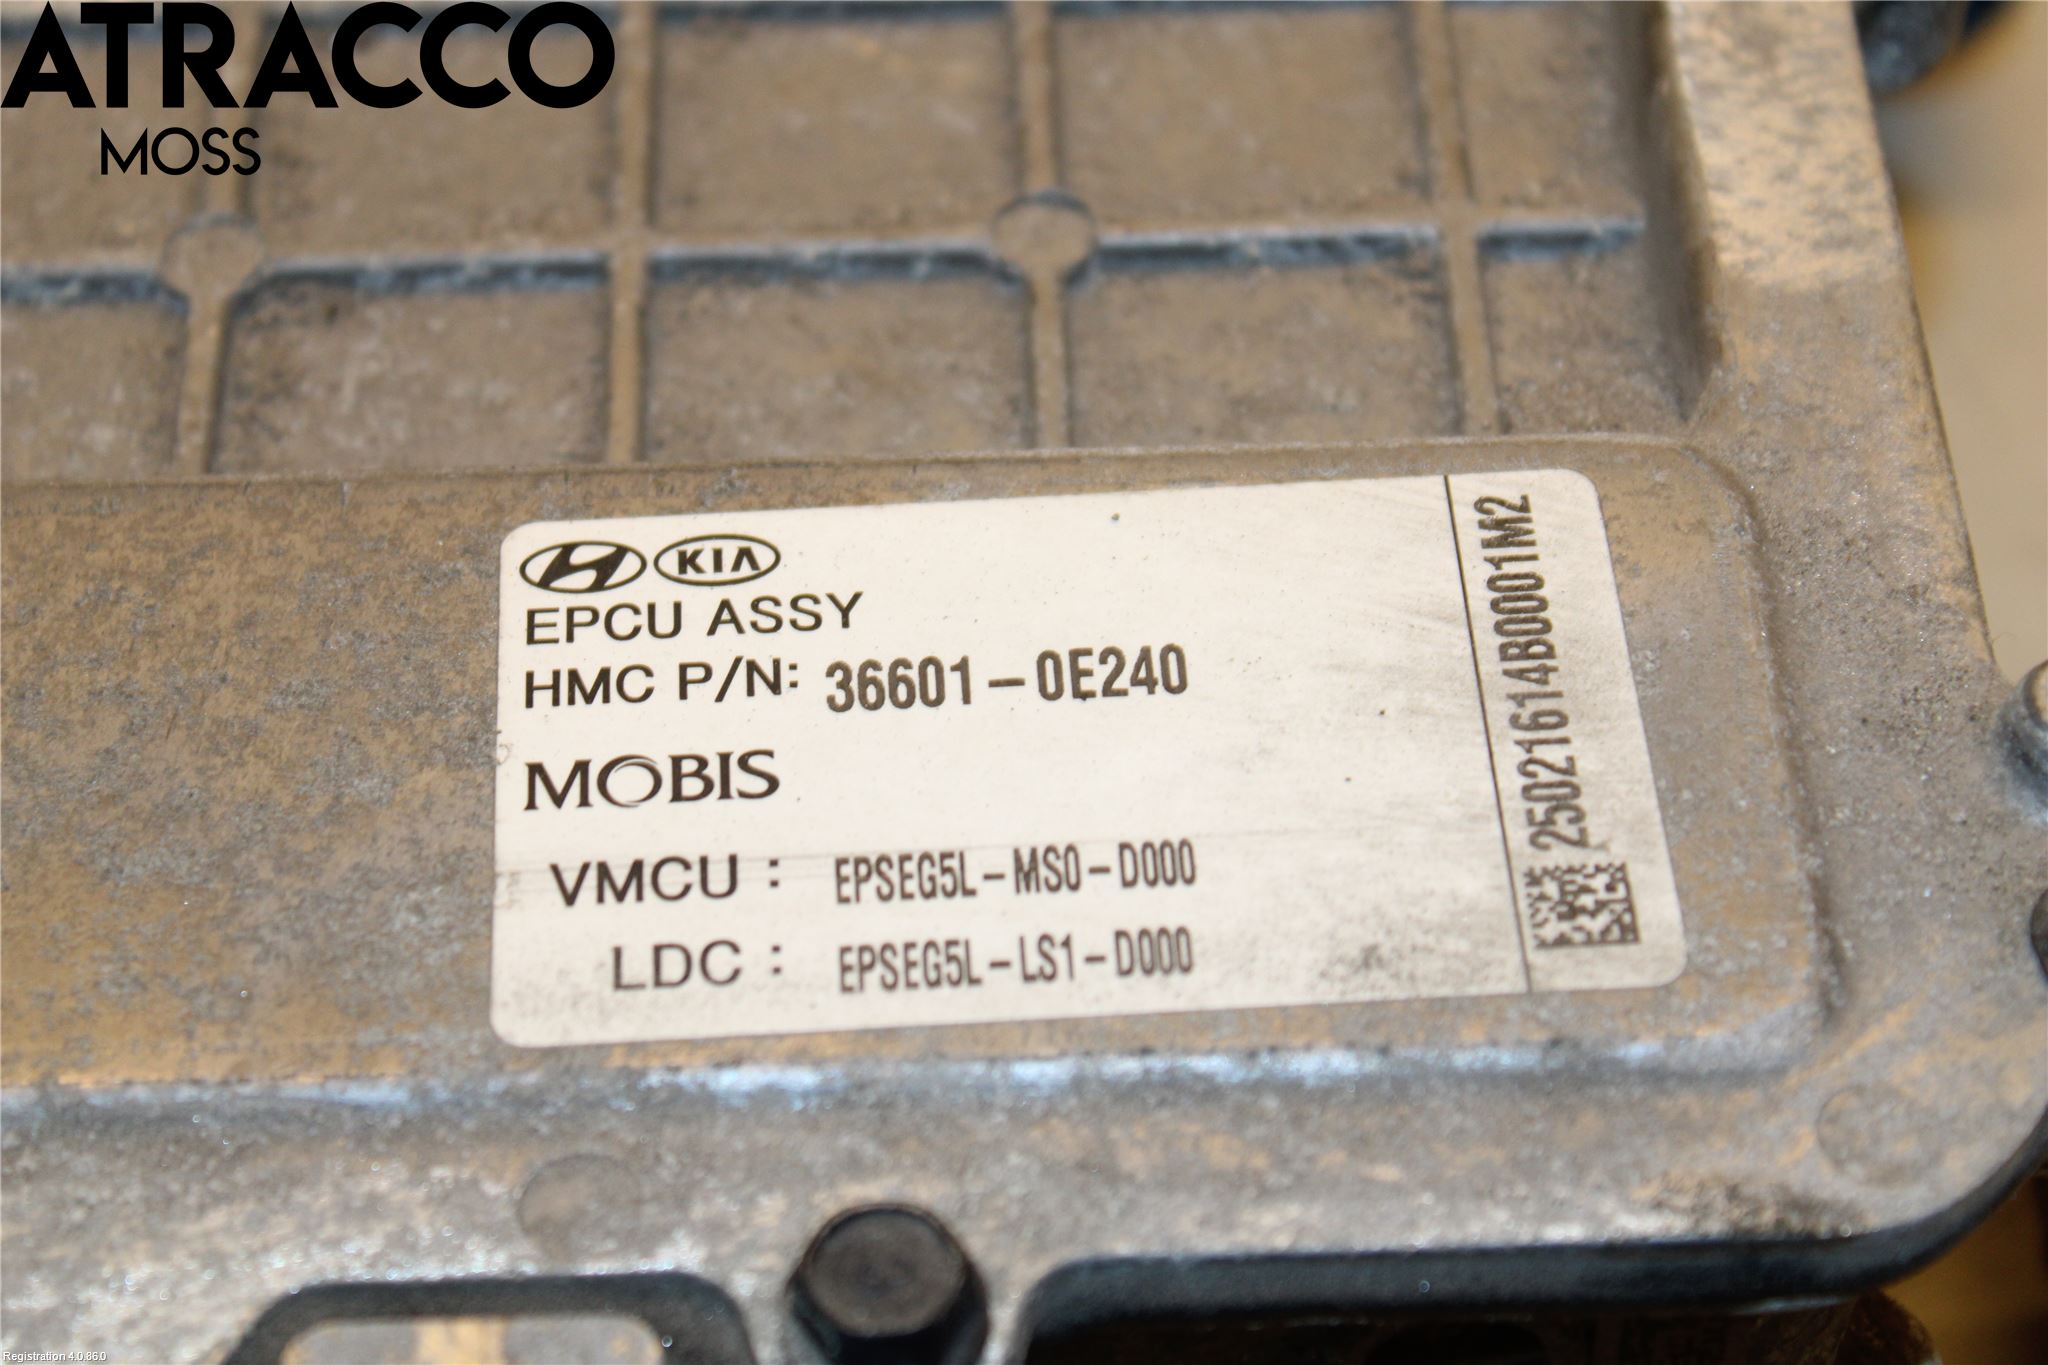 ATRACCO
MOSS
KIA
EPCU ASSY
HMC P/N: 36601-0E240
MOBIS
VMCU : EPSEG5L-MS0-D000
LDC : EPSEG5L-LS1-D000
2502161614B0001M2
Registration 4.0.86.0